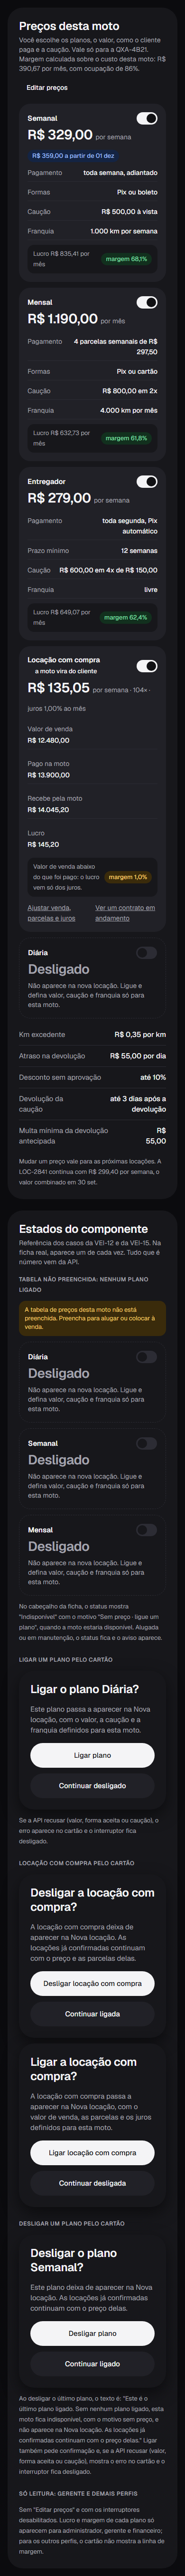 Preços desta moto
Você escolhe os planos, o valor, como o cliente
paga e a caução. Vale só para a QXA-4B21.
Margem calculada sobre o custo desta moto: R$
390,67 por mês, com ocupação de 86%.
Editar preços
Semanal
R$ 329,00 por semana
R$ 359,00 a partir de 01 dez
Pagamento toda semana, adiantado
Formas Pix ou boleto
Caução R$ 500,00 à vista
Franquia 1.000 km por semana
Lucro R$ 835,41 por
mês
margem 68,1%
Mensal
R$ 1.190,00 por mês
Pagamento 4 parcelas semanais de R$
297,50
Formas Pix ou cartão
Caução R$ 800,00 em 2x
Franquia 4.000 km por mês
Lucro R$ 632,73 por
mês
margem 61,8%
Entregador
R$ 279,00 por semana
Pagamento toda segunda, Pix
automático
Prazo mínimo 12 semanas
Caução R$ 600,00 em 4x de R$ 150,00
Franquia livre
Lucro R$ 649,07 por
mês
margem 62,4%
Locação com compra
a moto vira do cliente
R$ 135,05 por semana · 104× ·
juros 1,00% ao mês
Valor de venda
R$ 12.480,00
Pago na moto
R$ 13.900,00
Recebe pela moto
R$ 14.045,20
Lucro
R$ 145,20
Valor de venda abaixo
do que foi pago: o lucro
vem só dos juros.
margem 1,0%
Ajustar venda,
parcelas e juros
Ver um contrato em
andamento
Diária
Desligado
Não aparece na nova locação. Ligue e
defina valor, caução e franquia só para
esta moto.
Km excedente R$ 0,35 por km
Atraso na devolução R$ 55,00 por dia
Desconto sem aprovação até 10%
Devolução da
caução
até 3 dias após a
devolução
Multa mínima da devolução
antecipada
R$
55,00
Mudar um preço vale para as próximas locações. A
LOC-2841 continua com R$ 299,40 por semana, o
valor combinado em 30 set.
Estados do componente
Referência dos casos da VEI-12 e da VEI-15. Na
ficha real, aparece um de cada vez. Tudo que é
número vem da API.
TABELA NÃO PREENCHIDA: NENHUM PLANO
LIGADO
A tabela de preços desta moto não está
preenchida. Preencha para alugar ou colocar à
venda.
Diária
Desligado
Não aparece na nova locação. Ligue e
defina valor, caução e franquia só para
esta moto.
Semanal
Desligado
Não aparece na nova locação. Ligue e
defina valor, caução e franquia só para
esta moto.
Mensal
Desligado
Não aparece na nova locação. Ligue e
defina valor, caução e franquia só para
esta moto.
No cabeçalho da ficha, o status mostra
"Indisponível" com o motivo "Sem preço · ligue um
plano", quando a moto estaria disponível. Alugada
ou em manutenção, o status fica e o aviso aparece.
LIGAR UM PLANO PELO CARTÃO
Ligar o plano Diária?
Este plano passa a aparecer na Nova
locação, com o valor, a caução e a
franquia definidos para esta moto.
Ligar plano
Continuar desligado
Se a API recusar (valor, forma aceita ou caução), o
erro aparece no cartão e o interruptor fica
desligado.
LOCAÇÃO COM COMPRA PELO CARTÃO
Desligar a locação com
compra?
A locação com compra deixa de
aparecer na Nova locação. As
locações já confirmadas continuam
com o preço e as parcelas delas.
Desligar locação com compra
Continuar ligada
Ligar a locação com
compra?
A locação com compra passa a
aparecer na Nova locação, com o
valor de venda, as parcelas e os juros
definidos para esta moto.
Ligar locação com compra
Continuar desligada
DESLIGAR UM PLANO PELO CARTÃO
Desligar o plano
Semanal?
Este plano deixa de aparecer na Nova
locação. As locações já confirmadas
continuam com o preço delas.
Desligar plano
Continuar ligado
Ao desligar o último plano, o texto é: "Este é o
último plano ligado. Sem nenhum plano ligado, esta
moto fica indisponível, com o motivo sem preço, e
não aparece na Nova locação. As locações já
confirmadas continuam com o preço delas." Ligar
também pede confirmação e, se a API recusar (valor,
forma aceita ou caução), mostra o erro no cartão e o
interruptor fica desligado.
SÓ LEITURA: GERENTE E DEMAIS PERFIS
Sem "Editar preços" e com os interruptores
desabilitados. Lucro e margem de cada plano só
aparecem para administrador, gerente e financeiro;
para os outros perfis, o cartão não mostra a linha de
margem.